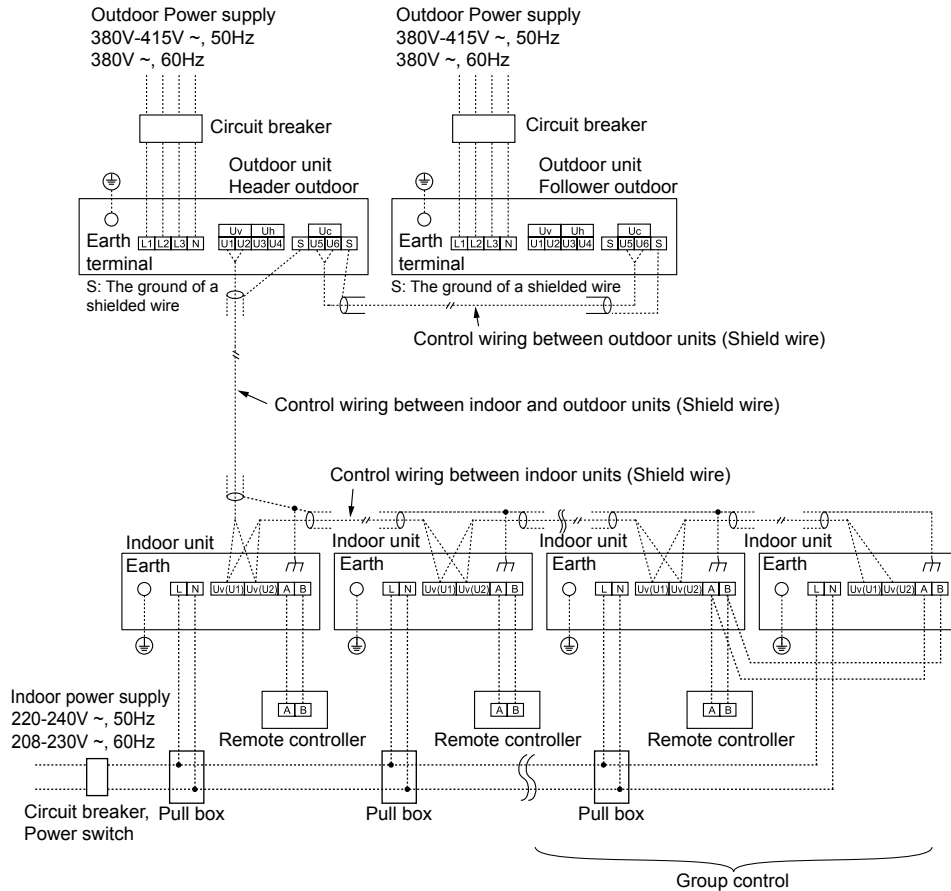 Outdoor Power supply
380V-415V ~, 50Hz
380V ~, 60Hz
Outdoor Power supply
380V-415V ~, 50Hz
380V ~, 60Hz
Circuit breaker
Circuit breaker
Outdoor unit
Header outdoor
Outdoor unit
Follower outdoor
Earth
terminal
L1 L2 L3 N
Uv Uh
U1 U2 U3 U4
Uc
S U5 U6 S
Earth
terminal
L1 L2 L3 N
Uv Uh
U1 U2 U3 U4
Uc
S U5 U6 S
S: The ground of a
shielded wire
S: The ground of a shielded wire
Control wiring between outdoor units (Shield wire)
Control wiring between indoor and outdoor units (Shield wire)
Control wiring between indoor units (Shield wire)
Indoor unit
Earth
L N Uv(U1) Uv(U2) A B
Indoor unit
Earth
L N Uv(U1) Uv(U2) A B
Indoor unit
Earth
L N Uv(U1) Uv(U2) A B
Indoor unit
Earth
L N Uv(U1) Uv(U2) A B
Indoor power supply
220-240V ~, 50Hz
208-230V ~, 60Hz
A B
Remote controller
A B
Remote controller
A B
Remote controller
Circuit breaker,
Power switch
Pull box
Pull box
Pull box
Group control